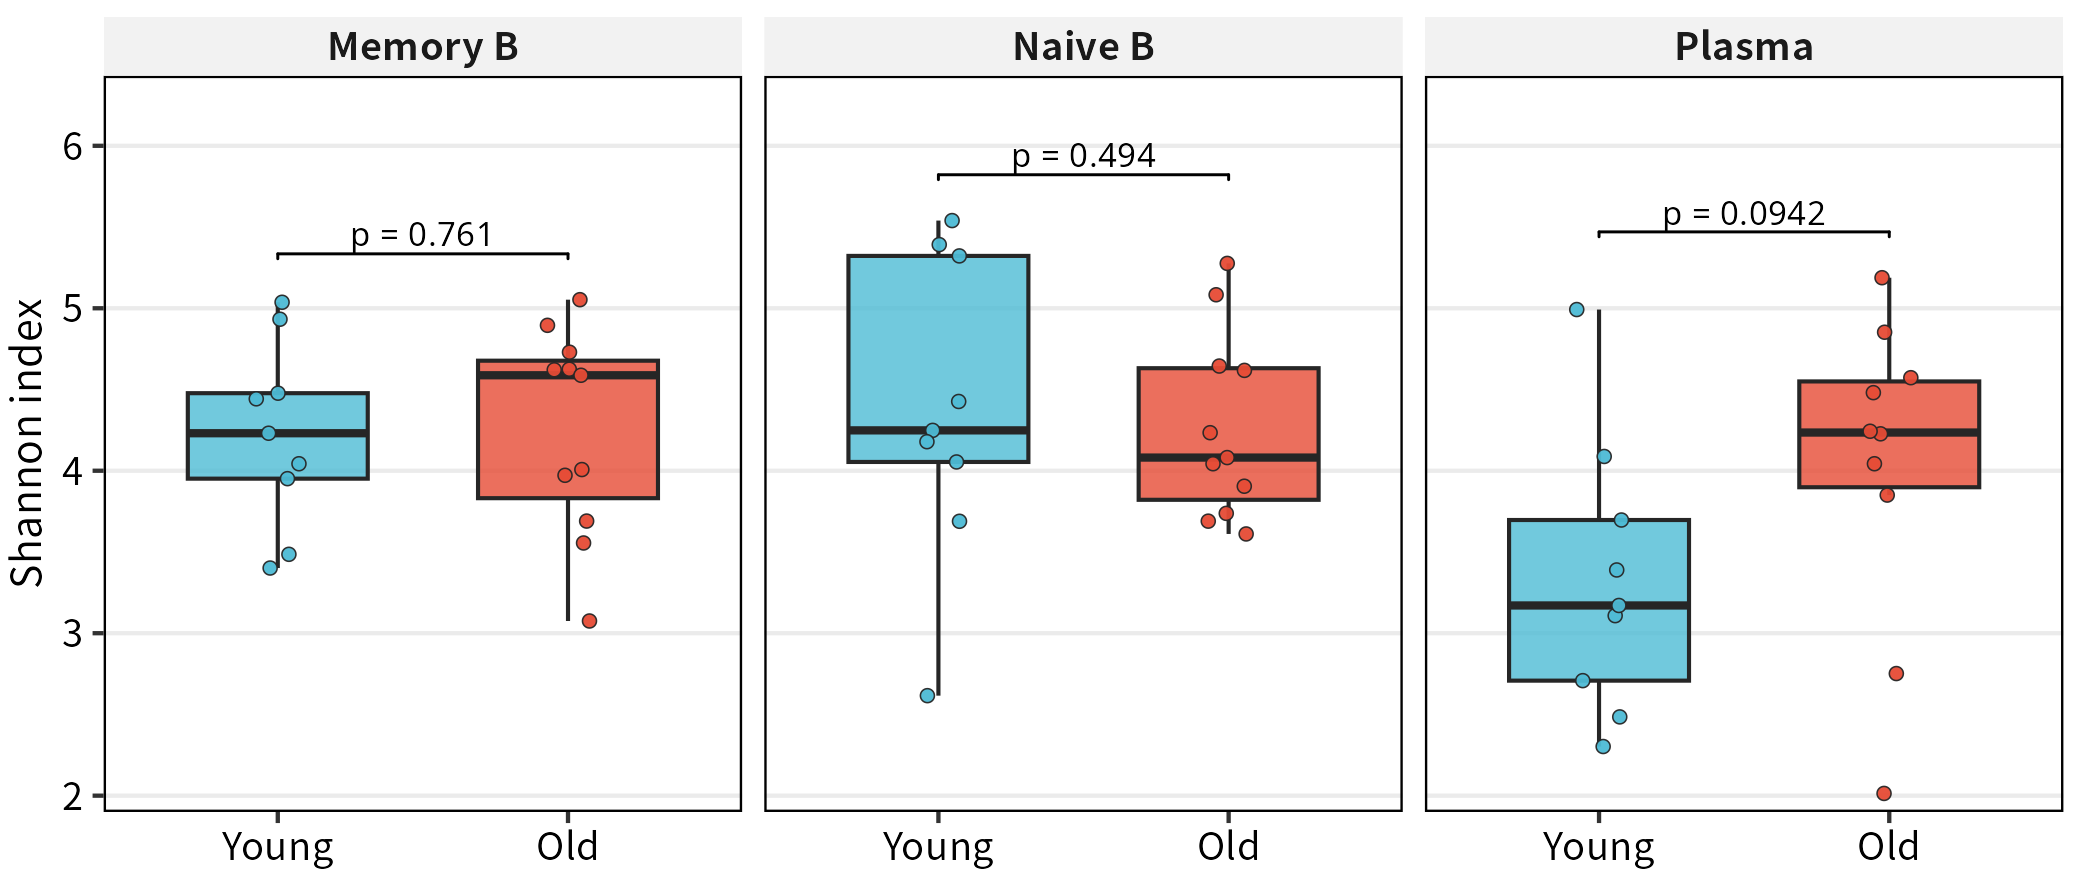 Memory B
Naive B
Plasma
Shannon index
6
5
4
3
2
p = 0.761
p = 0.494
p = 0.0942
Young
Old
Young
Old
Young
Old